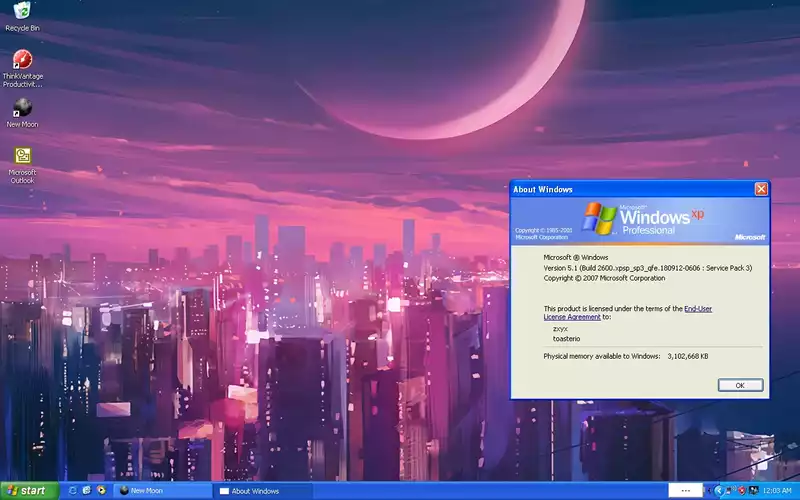 Recycle Bin
ThinkVantage
Productivit...
New Moon
Microsoft
Outlook
About Windows
Microsoft
Windows xp
Professional
Copyright © 1985-2001
Microsoft Corporation
Microsoft
Microsoft ® Windows
Version 5.1 (Build 2600.xpsp_sp3_qfe.180912-0606 : Service Pack 3)
Copyright © 2007 Microsoft Corporation
This product is licensed under the terms of the End-User
License Agreement to:
zxyx
toasterio
Physical memory available to Windows: 3,102,668 KB
OK
start
New Moon
About Windows
...
12:03 AM